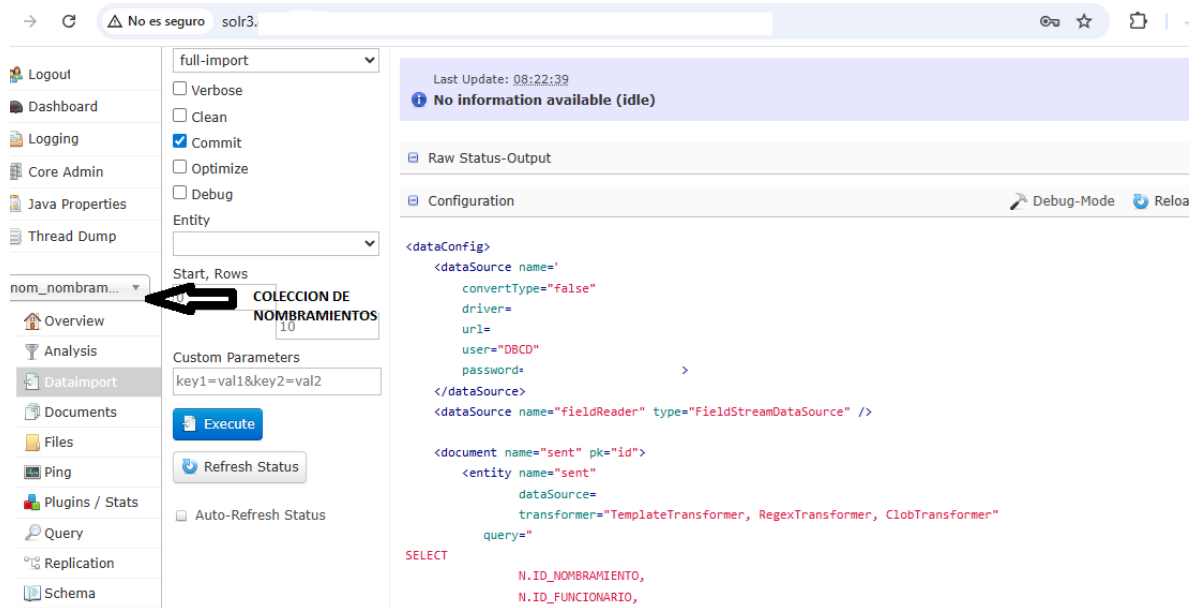 No es seguro
solr3.
Logout
Dashboard
Logging
Core Admin
Java Properties
Thread Dump
nom_nombram...
Overview
Analysis
Dataimport
Documents
Files
Ping
Plugins / Stats
Query
Replication
Schema
full-import
Verbose
Clean
Commit
Optimize
Debug
Entity
Start, Rows
0
COLECCION DE
NOMBRAMIENTOS
10
Custom Parameters
key1=val1&key2=val2
Execute
Refresh Status
Auto-Refresh Status
Last Update: 08:22:39
No information available (idle)
Raw Status-Output
Configuration
Debug-Mode
Reloa
<dataConfig>
<dataSource name='
convertType="false"
driver=
url=
user="DBCD"
password= >
</dataSource>
<dataSource name="fieldReader" type="FieldStreamDataSource" />
<document name="sent" pk="id">
<entity name="sent"
dataSource=
transformer="TemplateTransformer, RegexTransformer, ClobTransformer"
query="
SELECT
N.ID_NOMBRAMIENTO,
N.ID_FUNCIONARIO,